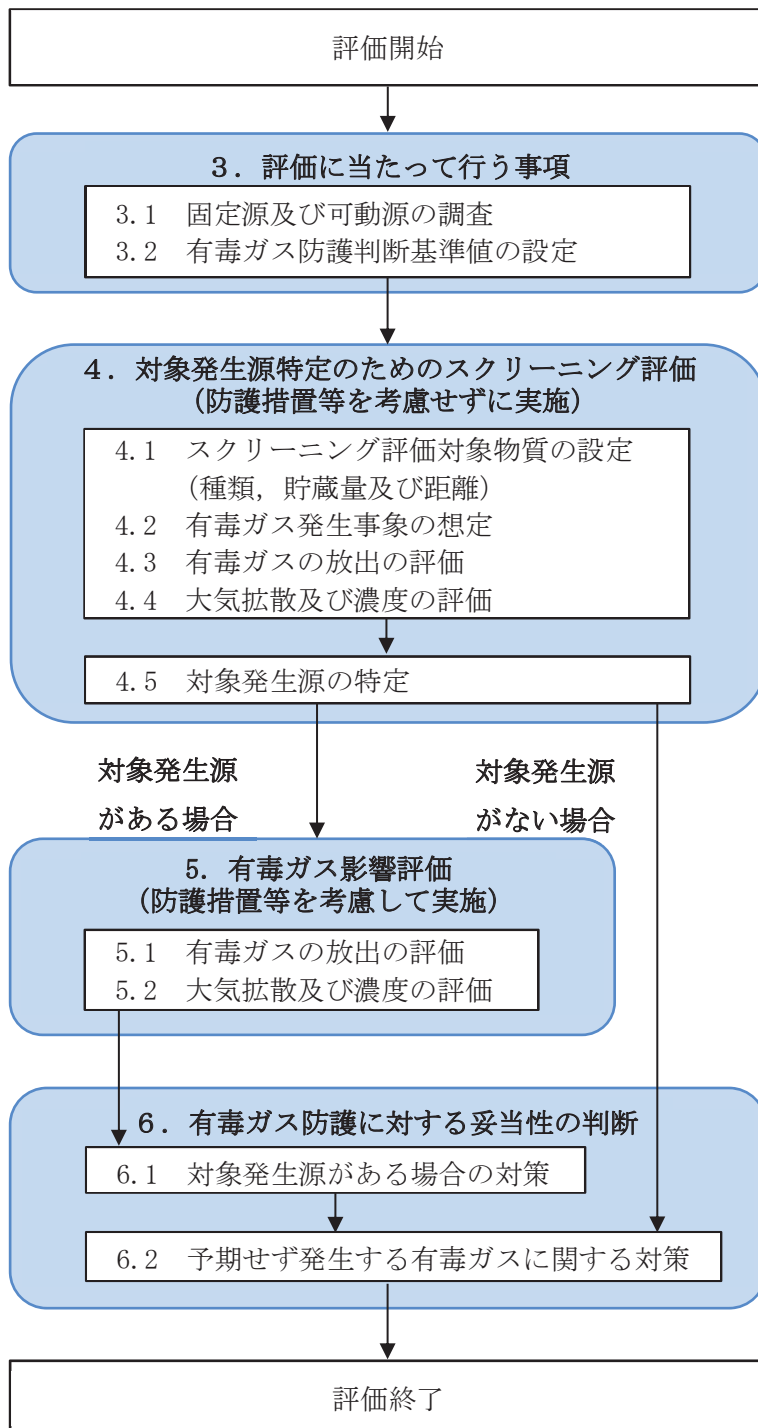 評価開始
3．評価に当たって行う事項
3.1 固定源及び可動源の調査
3.2 有毒ガス防護判断基準値の設定
4．対象発生源特定のためのスクリーニング評価
(防護措置等を考慮せずに実施)
4.1 スクリーニング評価対象物質の設定
(種類，貯蔵量及び距離)
4.2 有毒ガス発生事象の想定
4.3 有毒ガスの放出の評価
4.4 大気拡散及び濃度の評価
4.5 対象発生源の特定
対象発生源
がある場合
対象発生源
がない場合
5. 有毒ガス影響評価
(防護措置等を考慮して実施)
5.1 有毒ガスの放出の評価
5.2 大気拡散及び濃度の評価
6．有毒ガス防護に対する妥当性の判断
6.1 対象発生源がある場合の対策
6.2 予期せず発生する有毒ガスに関する対策
評価終了